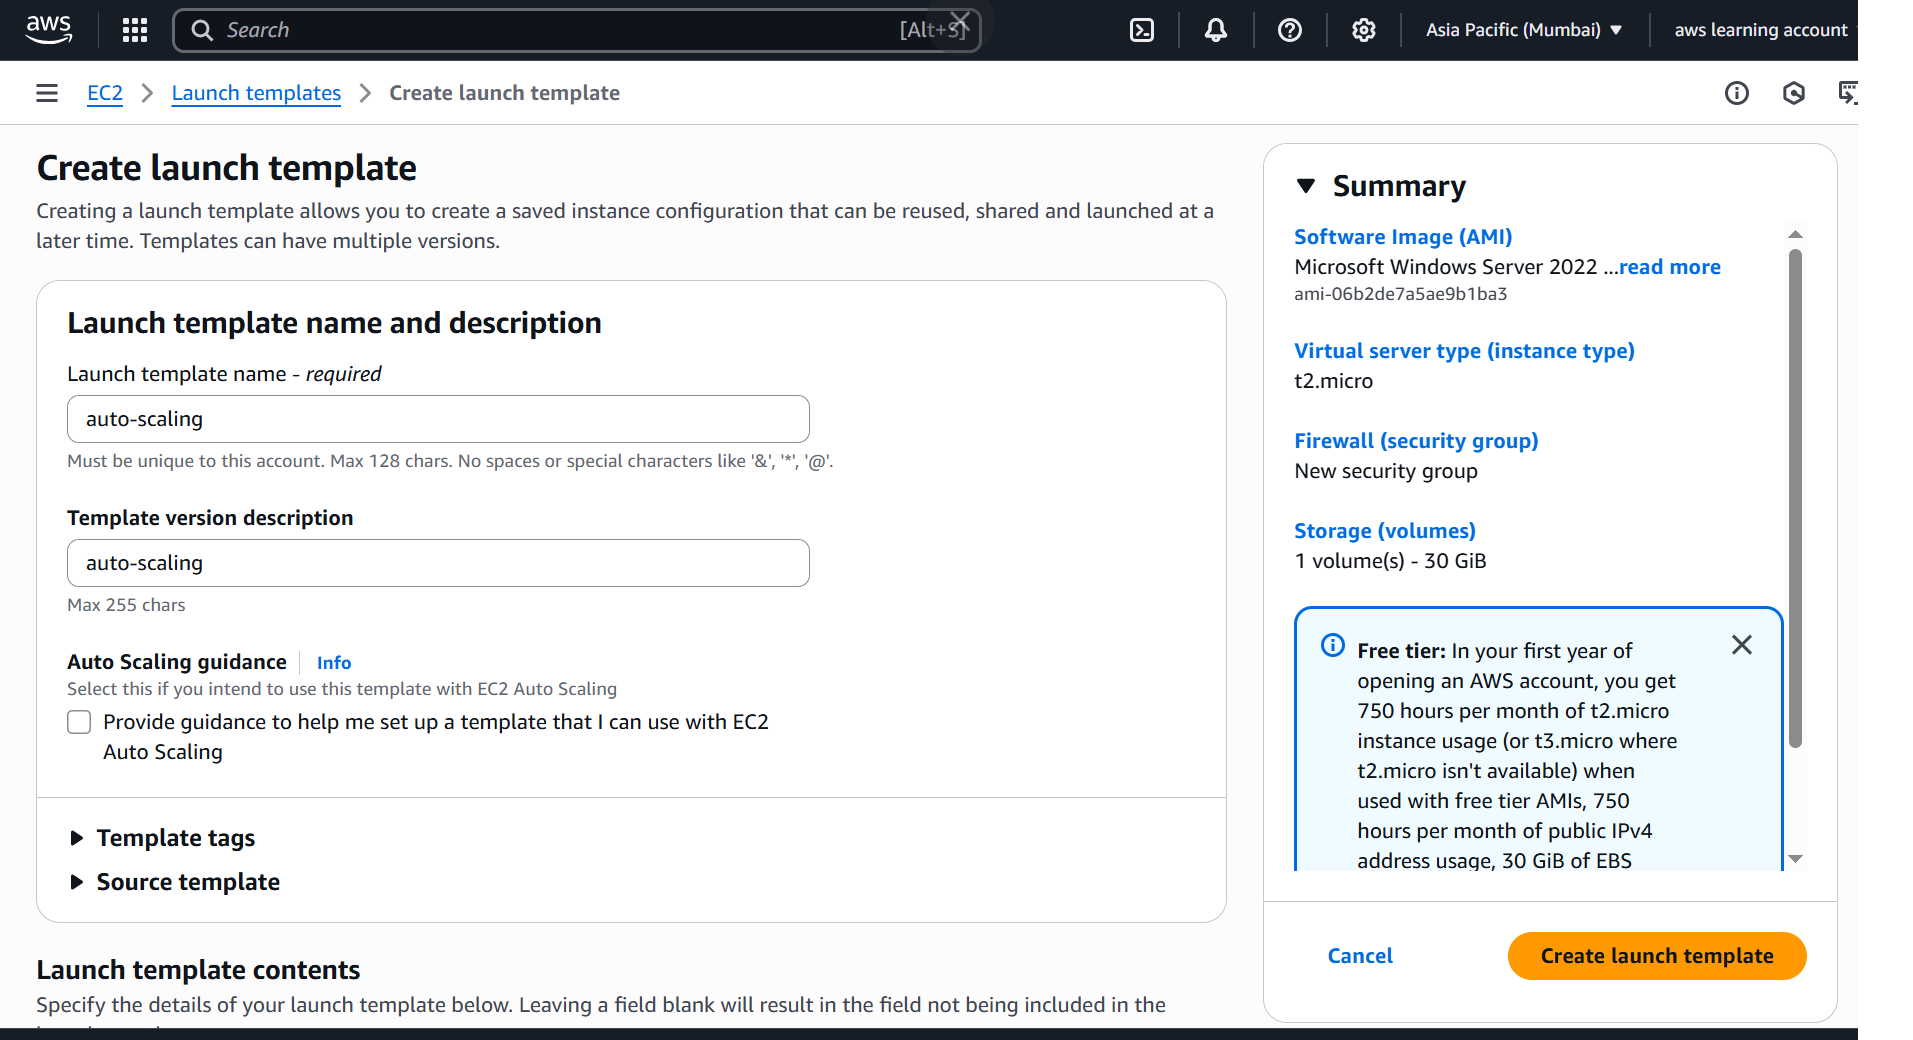 aws
Search
[Alt+S]
Asia Pacific (Mumbai)
aws learning account
EC2
Launch templates
Create launch template
Create launch template
Creating a launch template allows you to create a saved instance configuration that can be reused, shared and launched at a
later time. Templates can have multiple versions.
Launch template name and description
Launch template name - required
auto-scaling
Must be unique to this account. Max 128 chars. No spaces or special characters like '&', '*', '@'.
Template version description
auto-scaling
Max 255 chars
Auto Scaling guidance
Info
Select this if you intend to use this template with EC2 Auto Scaling
Provide guidance to help me set up a template that I can use with EC2
Auto Scaling
Template tags
Source template
Launch template contents
Specify the details of your launch template below. Leaving a field blank will result in the field not being included in the
Summary
Software Image (AMI)
Microsoft Windows Server 2022 ...read more
ami-06b2de7a5ae9b1ba3
Virtual server type (instance type)
t2.micro
Firewall (security group)
New security group
Storage (volumes)
1 volume(s) - 30 GiB
Free tier: In your first year of
opening an AWS account, you get
750 hours per month of t2.micro
instance usage (or t3.micro where
t2.micro isn't available) when
used with free tier AMIs, 750
hours per month of public IPv4
address usage, 30 GiB of EBS
Cancel
Create launch template